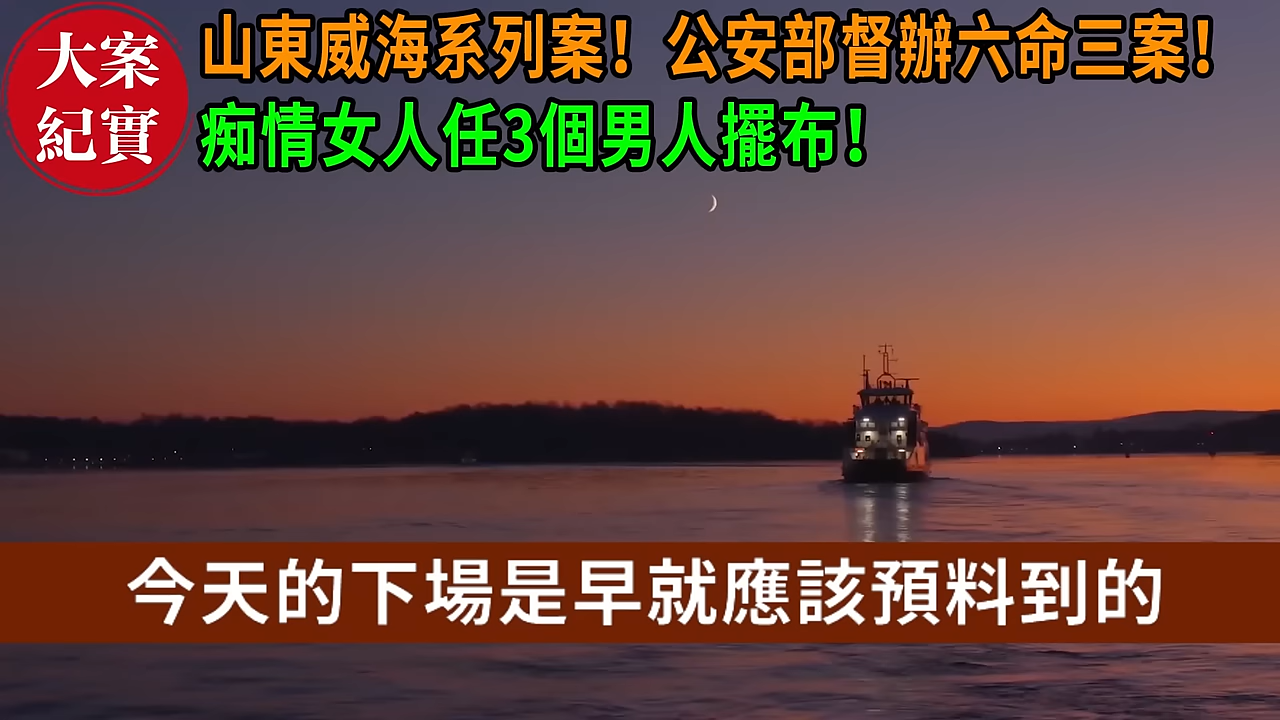 大案
紀實
山東威海系列案！公安部督辦六命三案！
痴情女人任3個男人擺布！
今天的下場是早就應該預料到的